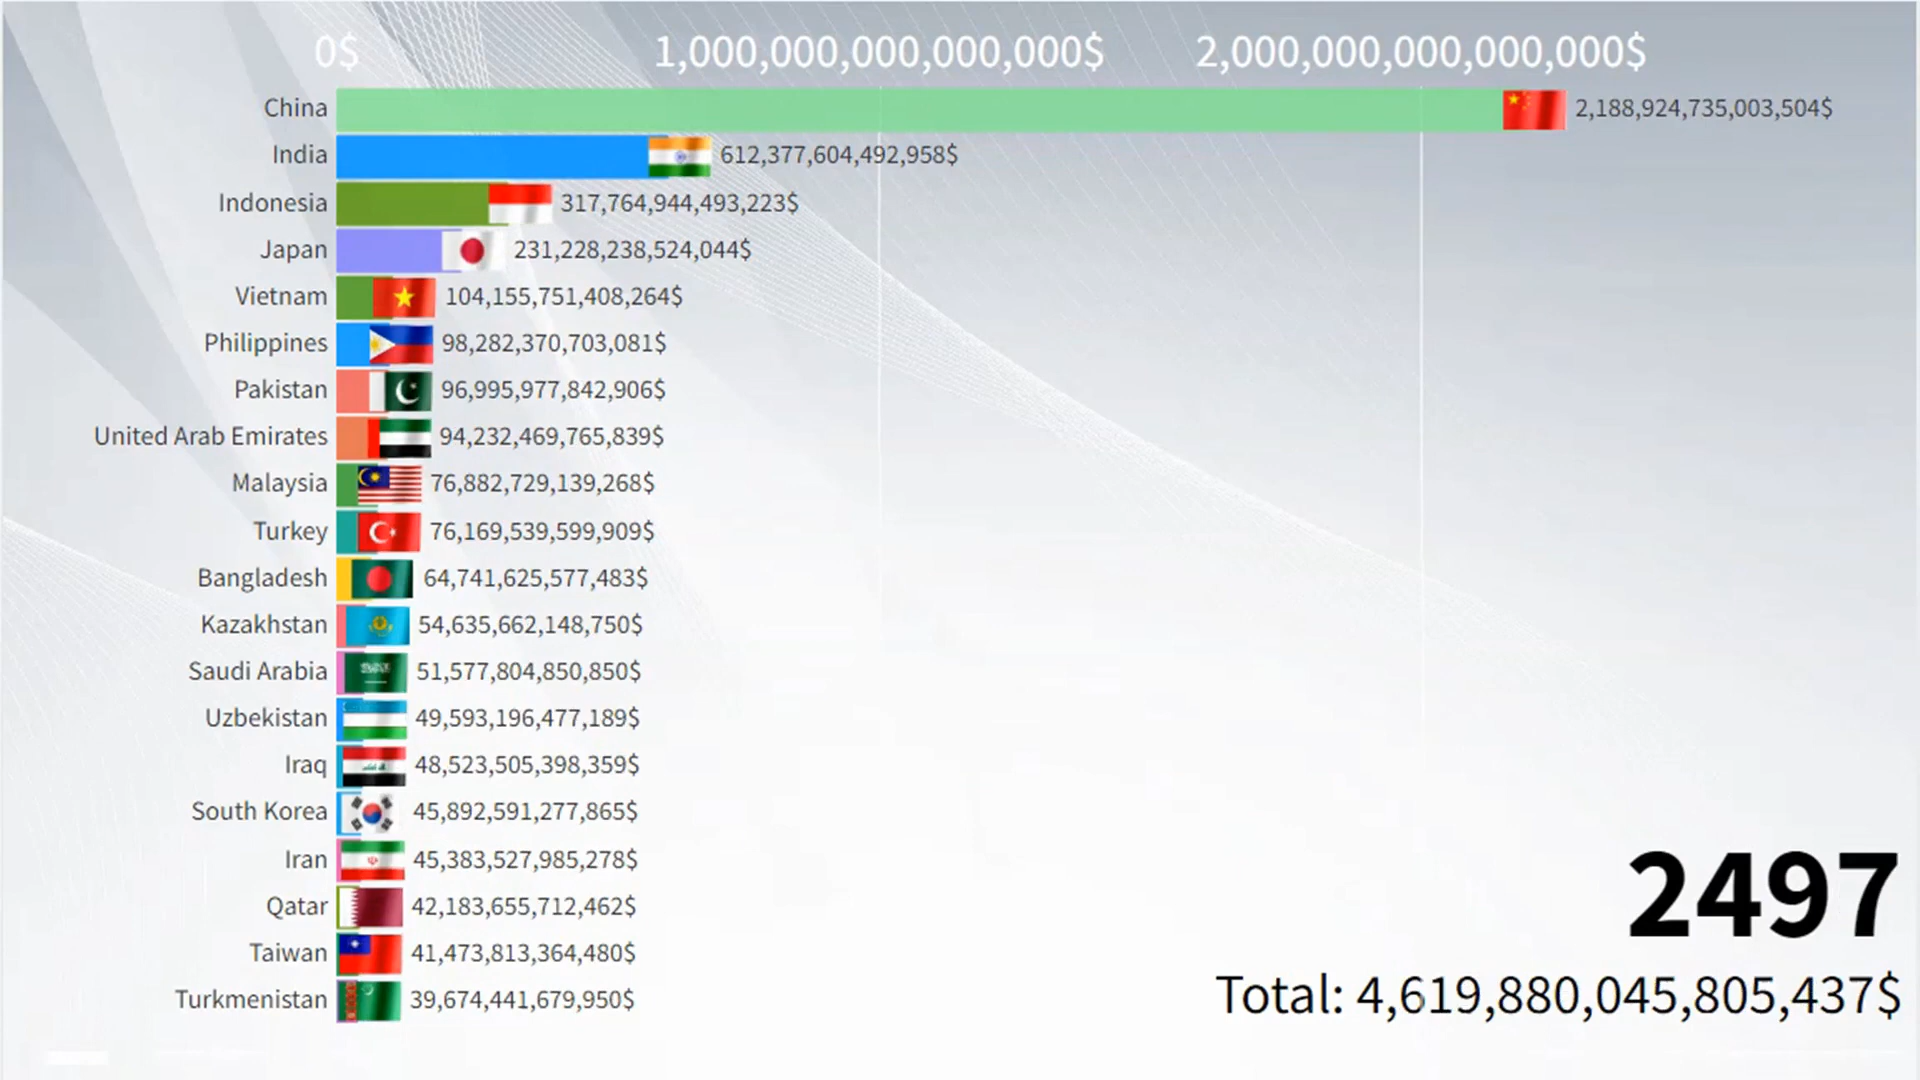 0$ 1,000,000,000,000,000$ 2,000,000,000,000,000$
China 2,188,924,735,003,504$
India 612,377,604,492,958$
Indonesia 317,764,944,493,223$
Japan 231,228,238,524,044$
Vietnam 104,155,751,408,264$
Philippines 98,282,370,703,081$
Pakistan 96,995,977,842,906$
United Arab Emirates 94,232,469,765,839$
Malaysia 76,882,729,139,268$
Turkey 76,169,539,599,909$
Bangladesh 64,741,625,577,483$
Kazakhstan 54,635,662,148,750$
Saudi Arabia 51,577,804,850,850$
Uzbekistan 49,593,196,477,189$
Iraq 48,523,505,398,359$
South Korea 45,892,591,277,865$
Iran 45,383,527,985,278$
Qatar 42,183,655,712,462$
Taiwan 41,473,813,364,480$
Turkmenistan 39,674,441,679,950$
2497
Total: 4,619,880,045,805,437$